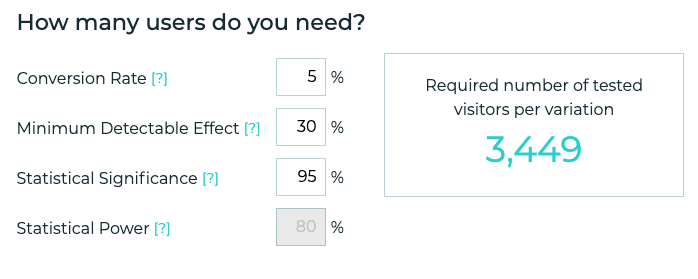 How many users do you need?
Conversion Rate [?] 5 %
Minimum Detectable Effect [?] 30 %
Statistical Significance [?] 95 %
Statistical Power [?] 80 %
Required number of tested
visitors per variation
3,449